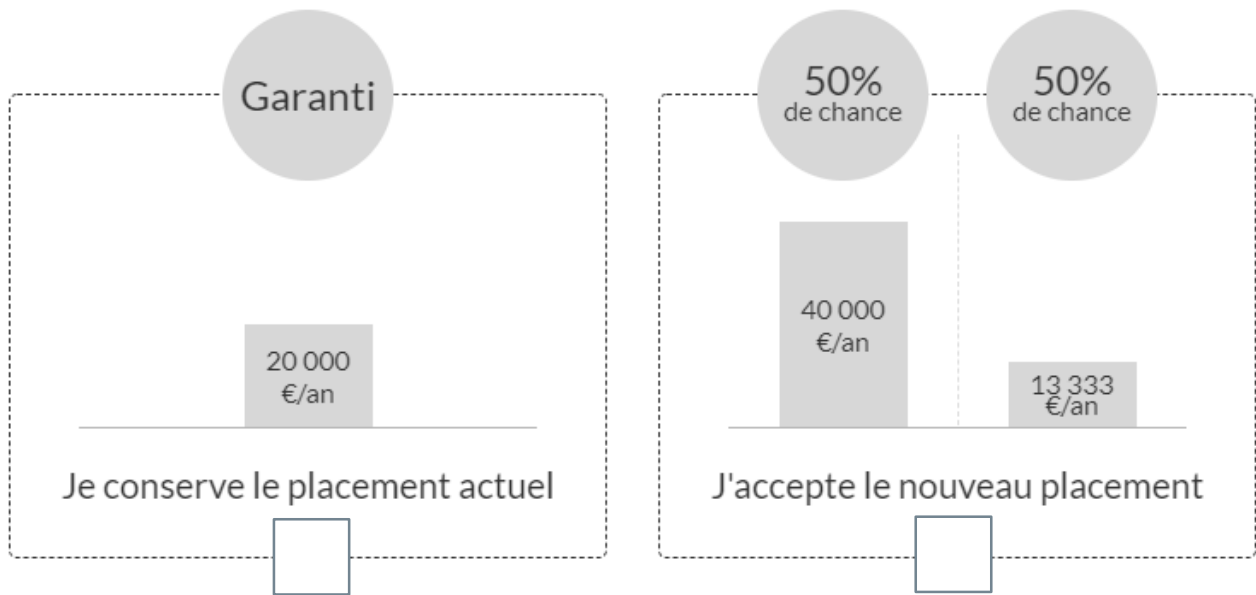 Garanti
20 000
€/an
Je conserve le placement actuel
50%
de chance
50%
de chance
40 000
€/an
13 333
€/an
J'accepte le nouveau placement